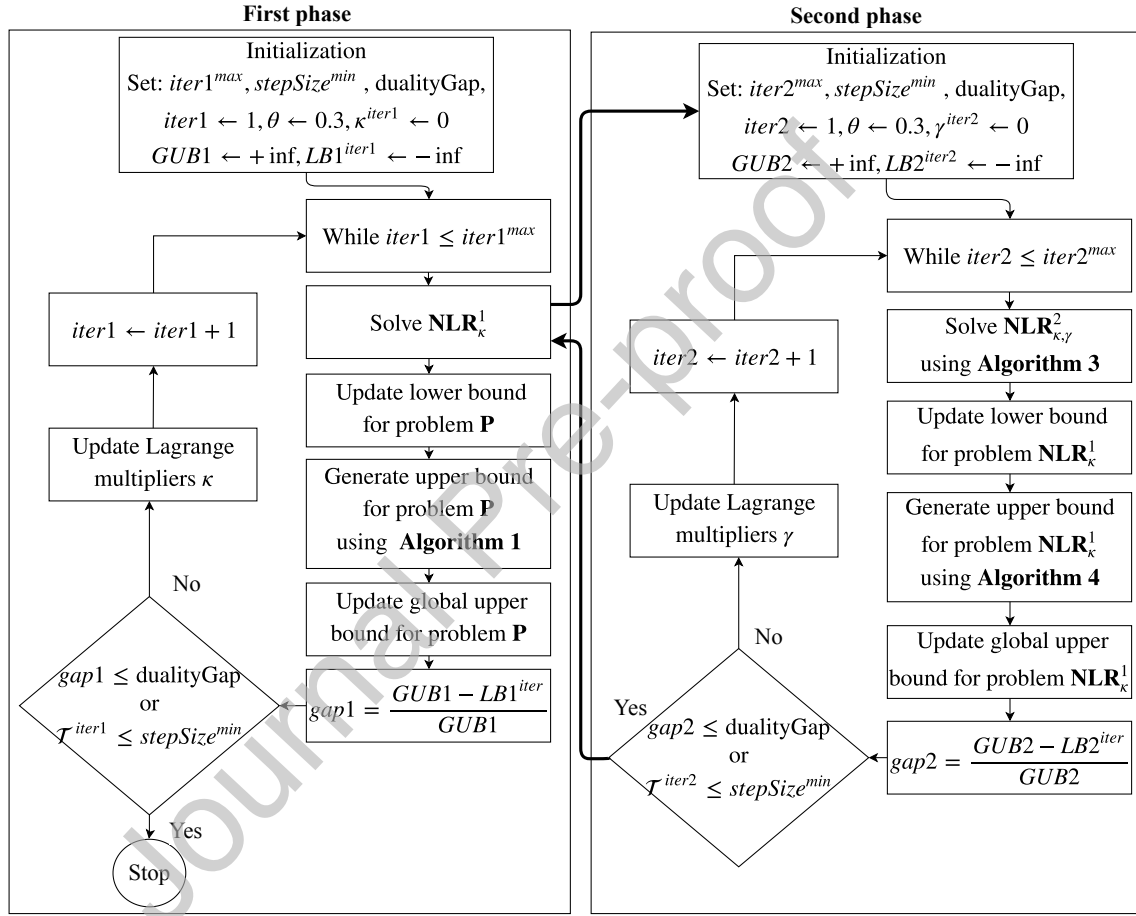 First phase
Initialization
Set: iter1^{max}, stepSize^{min} , dualityGap,
iter1 ← 1, θ ← 0.3, κ^{iter1} ← 0
GUB1 ← + inf, LB1^{iter1} ← − inf
While iter1 ≤ iter1^{max}
Solve NLR^1_κ
Update lower bound
for problem P
Generate upper bound
for problem P
using Algorithm 1
Update global upper
bound for problem P
gap1 = \frac{GUB1 − LB1^{iter}}{GUB1}
gap1 ≤ dualityGap
or
𝒯^{iter1} ≤ stepSize^{min}
No
Update Lagrange
multipliers κ
iter1 ← iter1 + 1
Yes
Stop
Second phase
Initialization
Set: iter2^{max}, stepSize^{min} , dualityGap,
iter2 ← 1, θ ← 0.3, γ^{iter2} ← 0
GUB2 ← + inf, LB2^{iter2} ← − inf
While iter2 ≤ iter2^{max}
Solve NLR^2_{κ,γ}
using Algorithm 3
Update lower bound
for problem NLR^1_κ
Generate upper bound
for problem NLR^1_κ
using Algorithm 4
Update global upper
bound for problem NLR^1_κ
gap2 = \frac{GUB2 − LB2^{iter}}{GUB2}
gap2 ≤ dualityGap
or
𝒯^{iter2} ≤ stepSize^{min}
No
Update Lagrange
multipliers γ
iter2 ← iter2 + 1
Yes
Journal Pre-proof